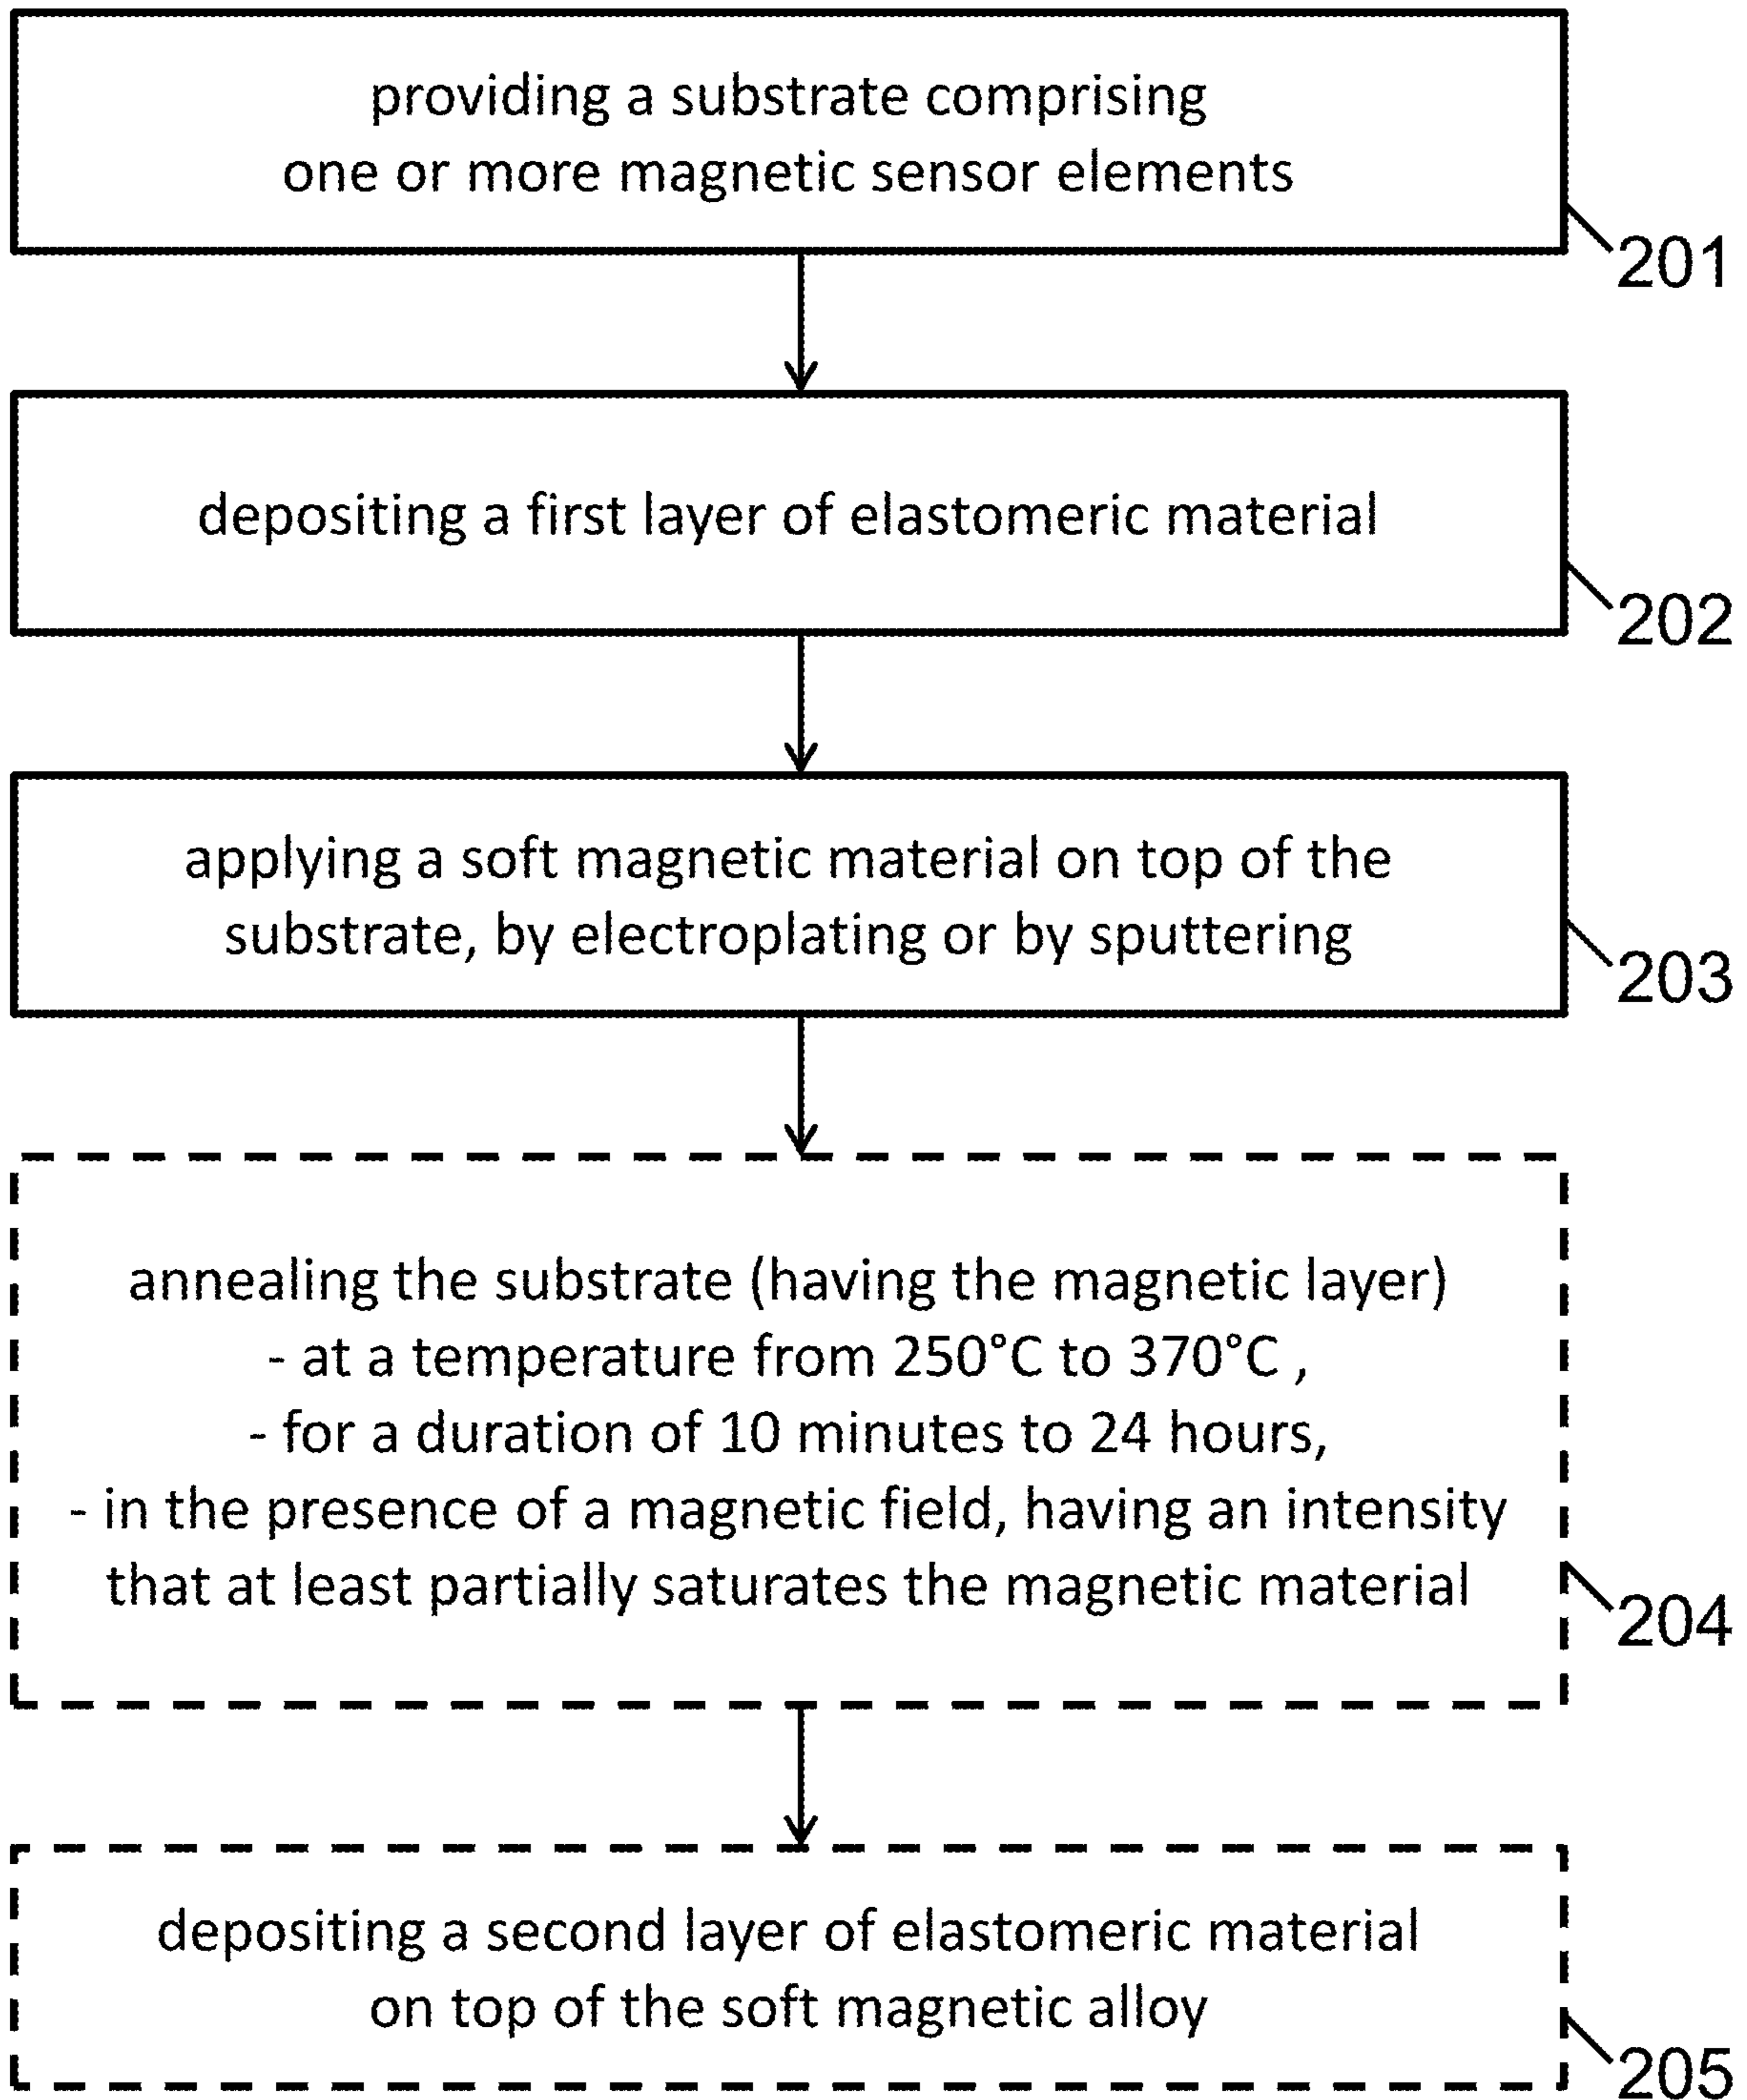 providing a substrate comprising
one or more magnetic sensor elements
201
depositing a first layer of elastomeric material
202
applying a soft magnetic material on top of the
substrate, by electroplating or by sputtering
203
annealing the substrate (having the magnetic layer)
- at a temperature from 250°C to 370°C ,
- for a duration of 10 minutes to 24 hours,
- in the presence of a magnetic field, having an intensity
that at least partially saturates the magnetic material
204
depositing a second layer of elastomeric material
on top of the soft magnetic alloy
205